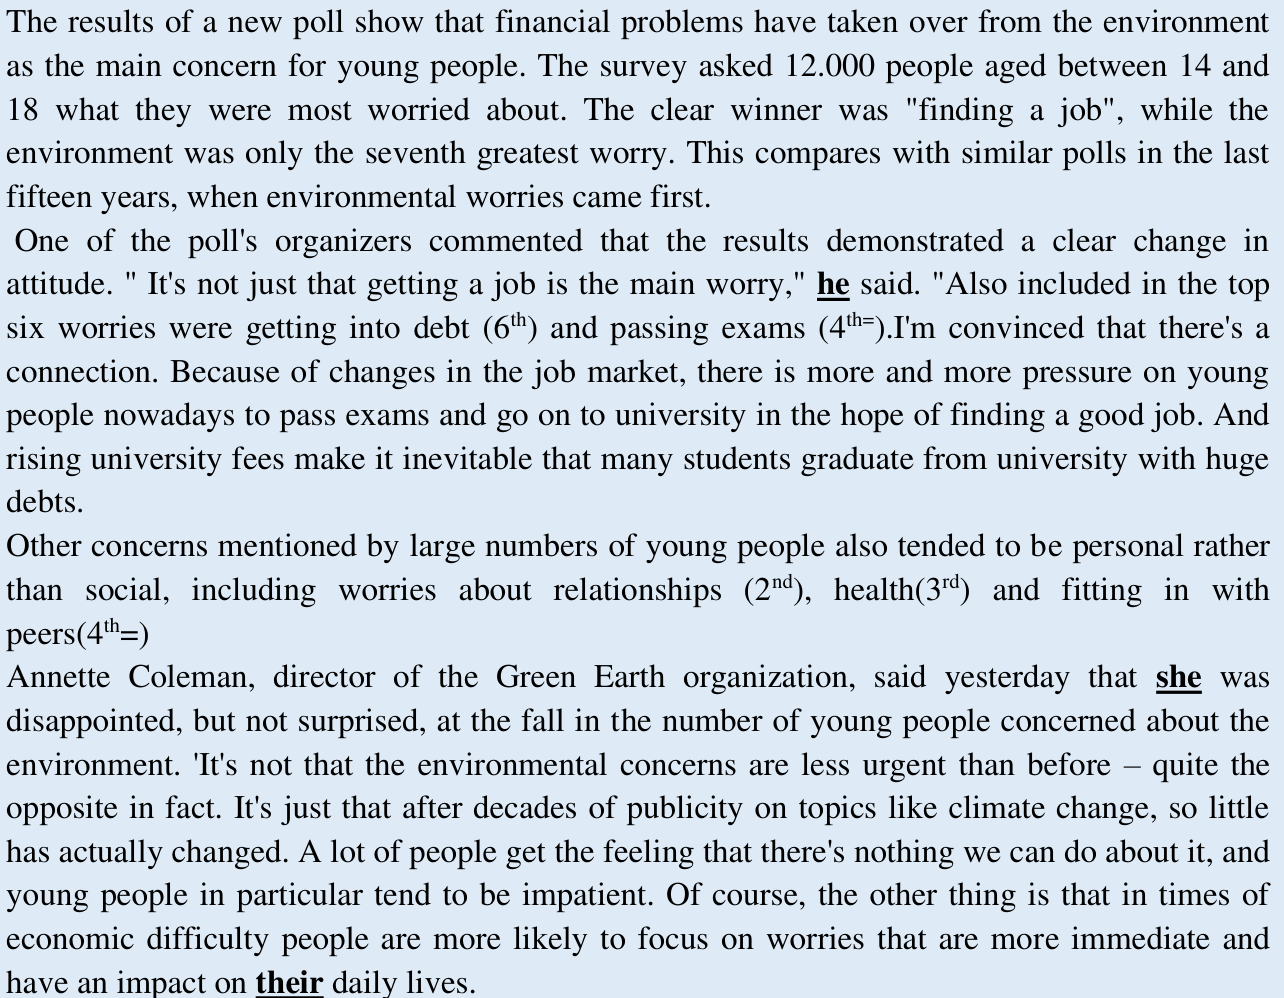 The results of a new poll show that financial problems have taken over from the environment
as the main concern for young people. The survey asked 12.000 people aged between 14 and
18 what they were most worried about. The clear winner was "finding a job", while the
environment was only the seventh greatest worry. This compares with similar polls in the last
fifteen years, when environmental worries came first.
One of the poll's organizers commented that the results demonstrated a clear change in
attitude. " It's not just that getting a job is the main worry," he said. "Also included in the top
six worries were getting into debt (6th) and passing exams (4th=).I'm convinced that there's a
connection. Because of changes in the job market, there is more and more pressure on young
people nowadays to pass exams and go on to university in the hope of finding a good job. And
rising university fees make it inevitable that many students graduate from university with huge
debts.
Other concerns mentioned by large numbers of young people also tended to be personal rather
than social, including worries about relationships (2nd), health(3rd) and fitting in with
peers(4th=)
Annette Coleman, director of the Green Earth organization, said yesterday that she was
disappointed, but not surprised, at the fall in the number of young people concerned about the
environment. 'It's not that the environmental concerns are less urgent than before – quite the
opposite in fact. It's just that after decades of publicity on topics like climate change, so little
has actually changed. A lot of people get the feeling that there's nothing we can do about it, and
young people in particular tend to be impatient. Of course, the other thing is that in times of
economic difficulty people are more likely to focus on worries that are more immediate and
have an impact on their daily lives.